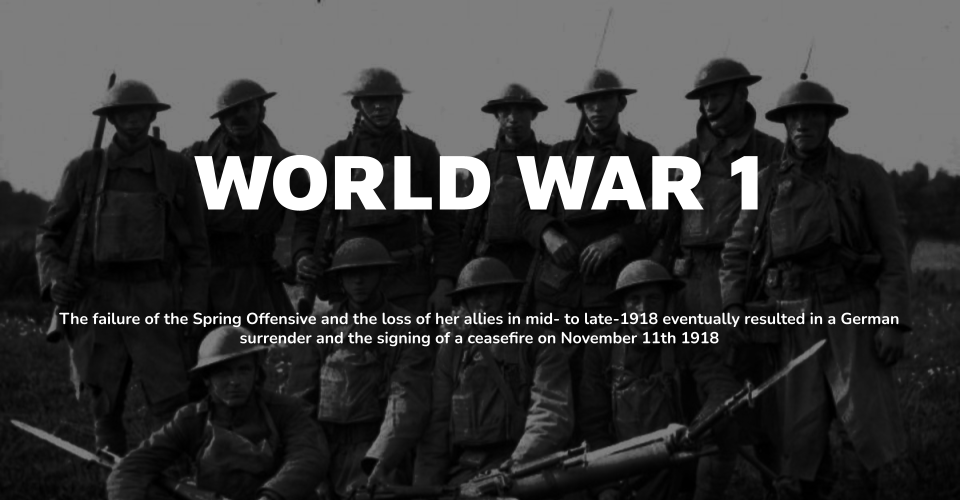 WORLD WAR 1
The failure of the Spring Offensive and the loss of her allies in mid- to late-1918 eventually resulted in a German
surrender and the signing of a ceasefire on November 11th 1918